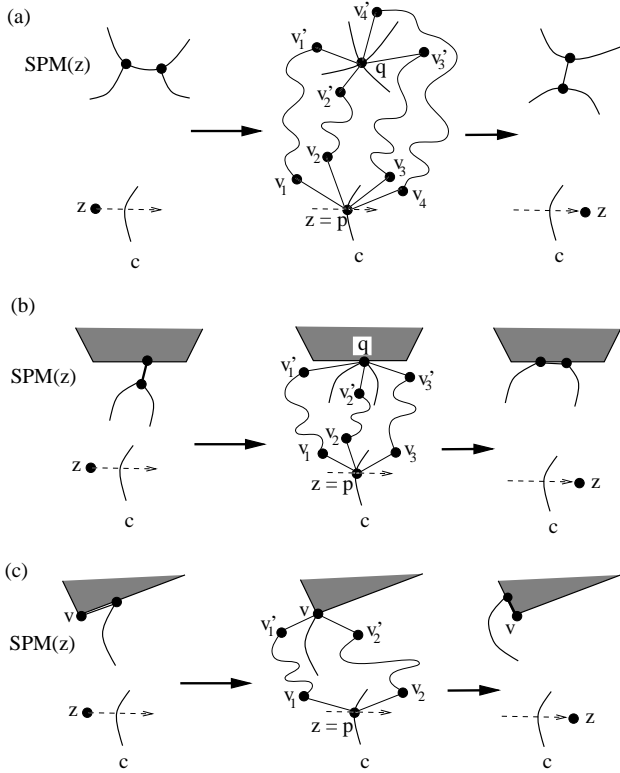 (a)
SPM(z)
z
c
v₁'
v₄'
q
v₃'
v₂'
v₂
v₁
v₃
v₄
z = p
c
z
c
(b)
SPM(z)
z
c
q
v₁'
v₂'
v₃'
v₂
v₁
v₃
z = p
c
z
c
(c)
v
SPM(z)
z
c
v
v₁'
v₂'
v₁
v₂
z = p
c
v
z
c